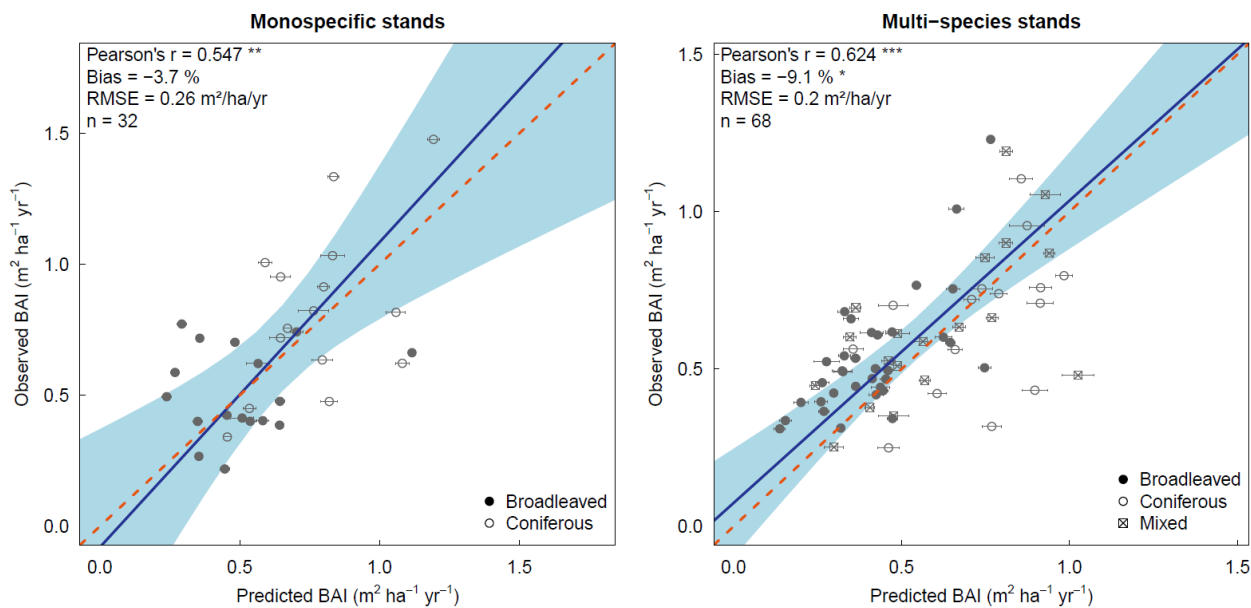 Monospecific stands
Pearson's r = 0.547 **
Bias = −3.7 %
RMSE = 0.26 m²/ha/yr
n = 32
1.5
1.0
0.5
0.0
Observed BAI (m² ha⁻¹ yr⁻¹)
Broadleaved
Coniferous
0.0 0.5 1.0 1.5
Predicted BAI (m² ha⁻¹ yr⁻¹)
Multi−species stands
Pearson's r = 0.624 ***
Bias = −9.1 % *
RMSE = 0.2 m²/ha/yr
n = 68
1.5
1.0
0.5
0.0
Observed BAI (m² ha⁻¹ yr⁻¹)
Broadleaved
Coniferous
Mixed
0.0 0.5 1.0 1.5
Predicted BAI (m² ha⁻¹ yr⁻¹)